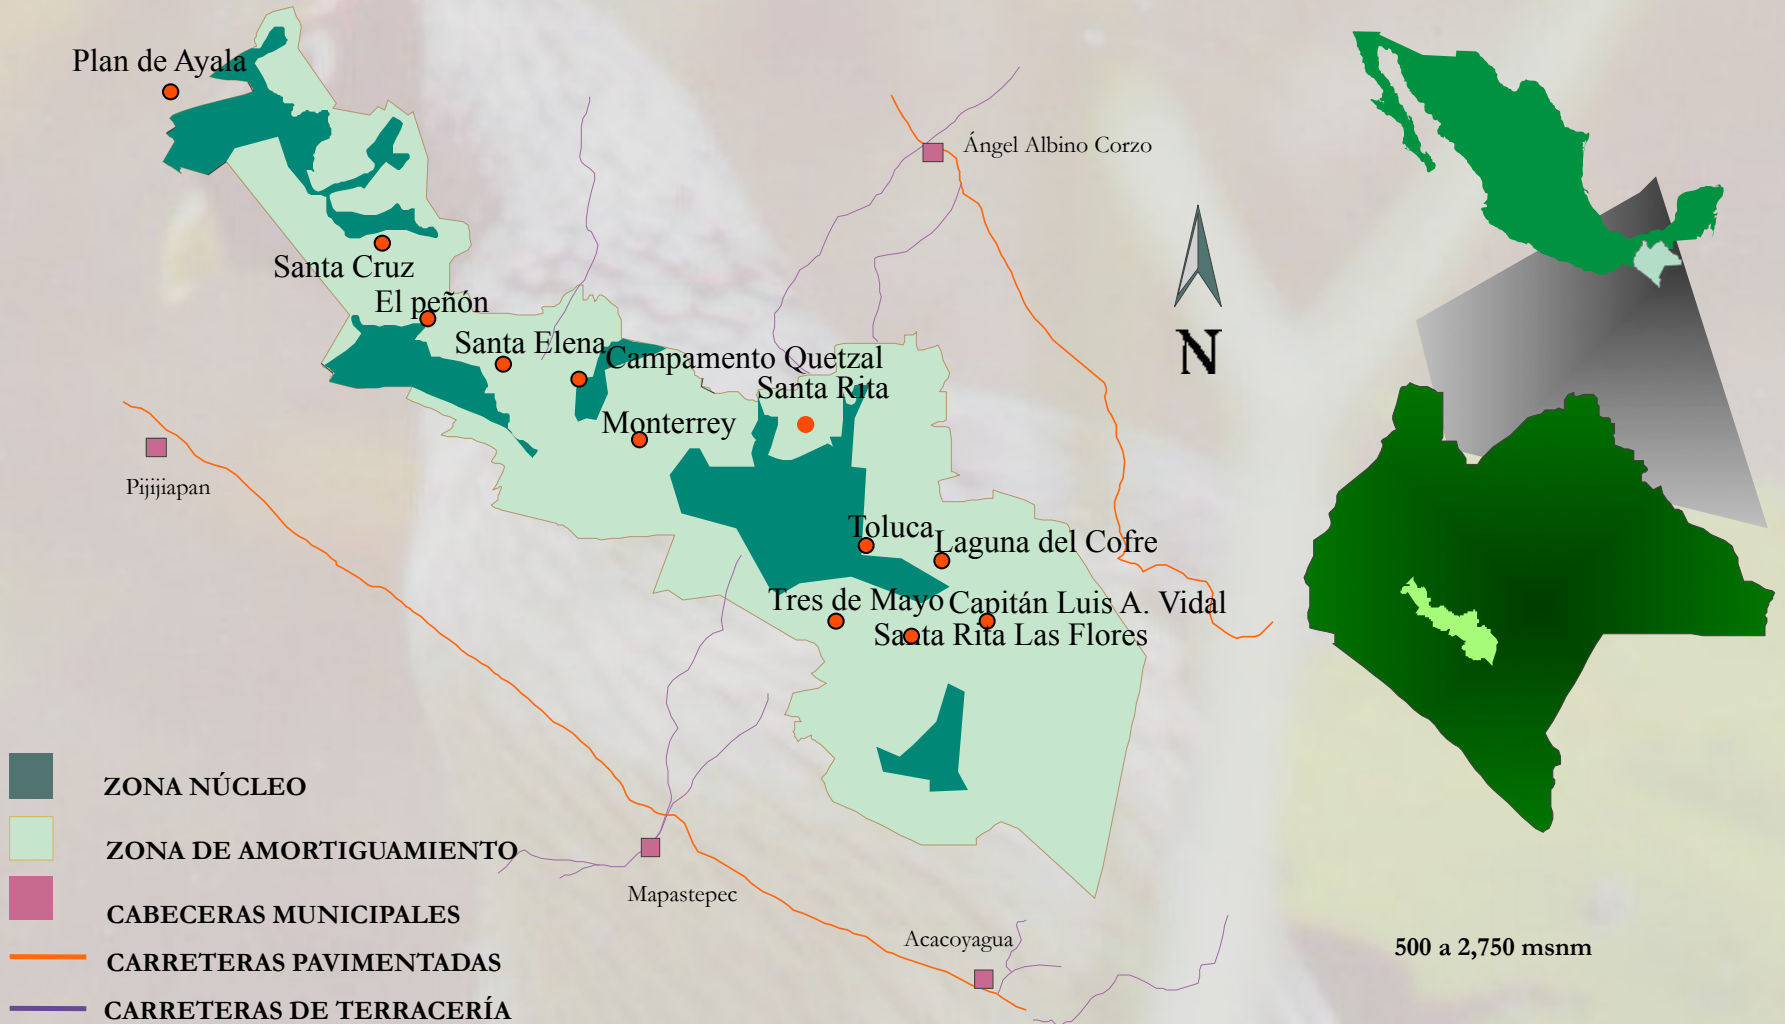 Plan de Ayala
Ángel Albino Corzo
Santa Cruz
El peñón
Santa Elena
Campamento Quetzal
Santa Rita
Monterrey
N
Pijijiapan
Toluca
Laguna del Cofre
Tres de Mayo
Capitán Luis A. Vidal
Santa Rita Las Flores
ZONA NÚCLEO
ZONA DE AMORTIGUAMIENTO
CABECERAS MUNICIPALES
CARRETERAS PAVIMENTADAS
CARRETERAS DE TERRACERÍA
Mapastepec
Acacoyagua
500 a 2,750 msnm